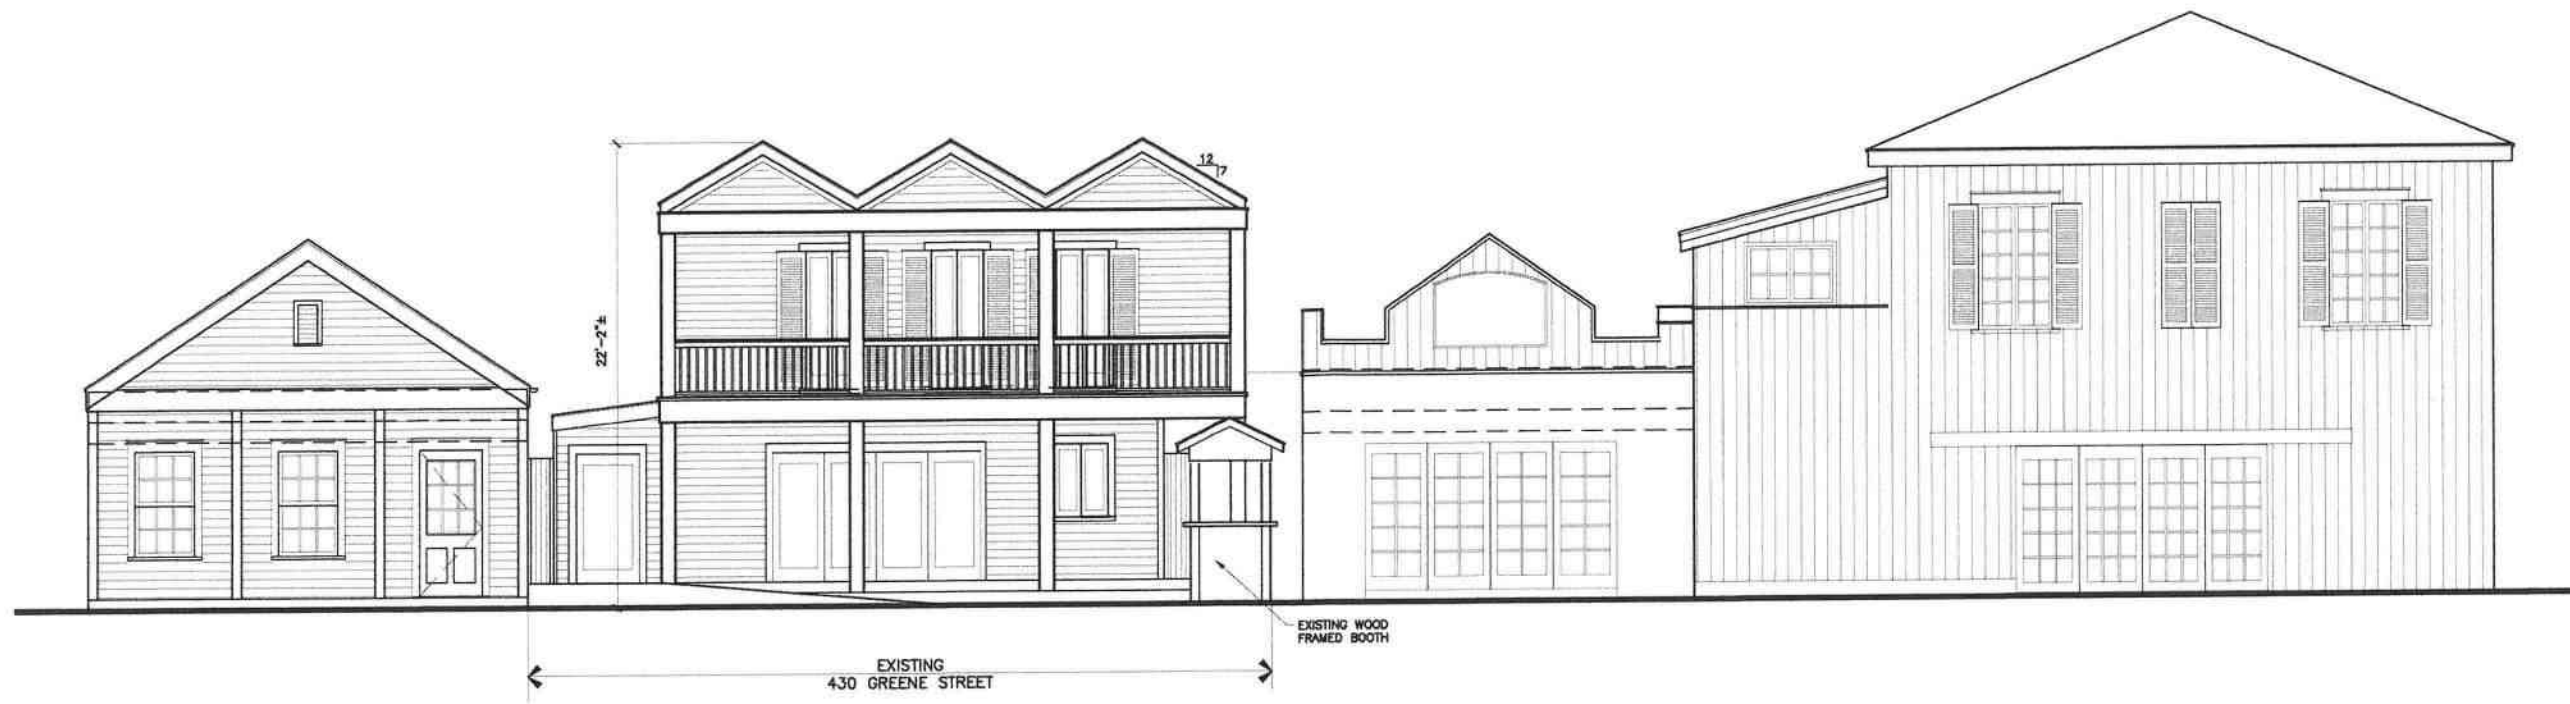 12
7
22'-2"±
EXISTING WOOD
FRAMED BOOTH
EXISTING
430 GREENE STREET